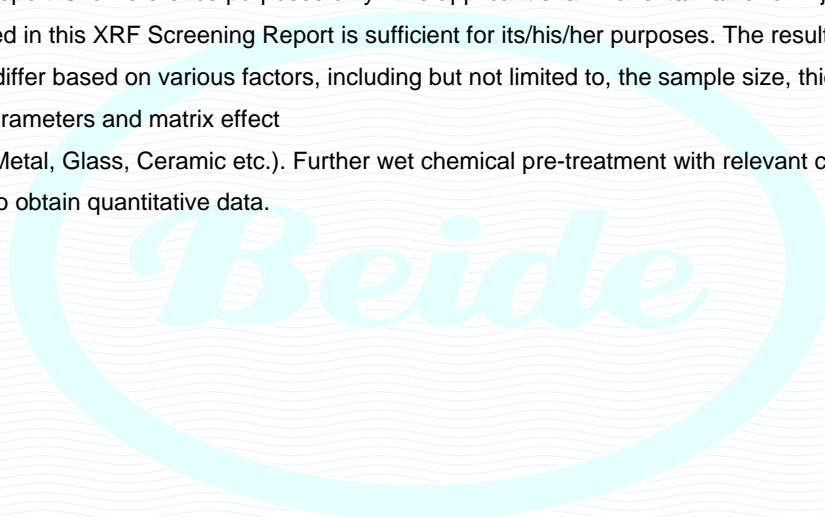 ed in this XRF Screening Report is sufficient for its/his/her purposes. The result
differ based on various factors, including but not limited to, the sample size, thi
rameters and matrix effect
Metal, Glass, Ceramic etc.). Further wet chemical pre-treatment with relevant c
o obtain quantitative data.
Beide